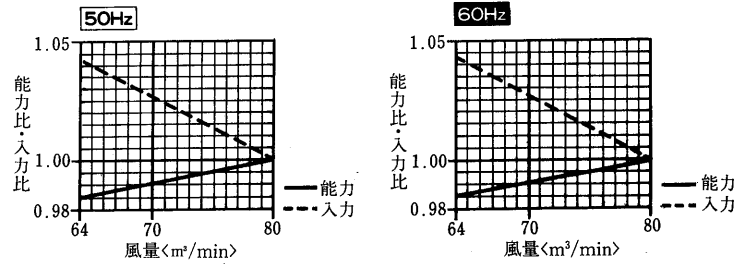 50Hz
1.05
1.00
0.98
能力比・入力比
64
70
80
風量<m³/min>
能力
入力
60Hz
1.05
1.00
0.98
能力比・入力比
64
70
80
風量<m³/min>
能力
入力